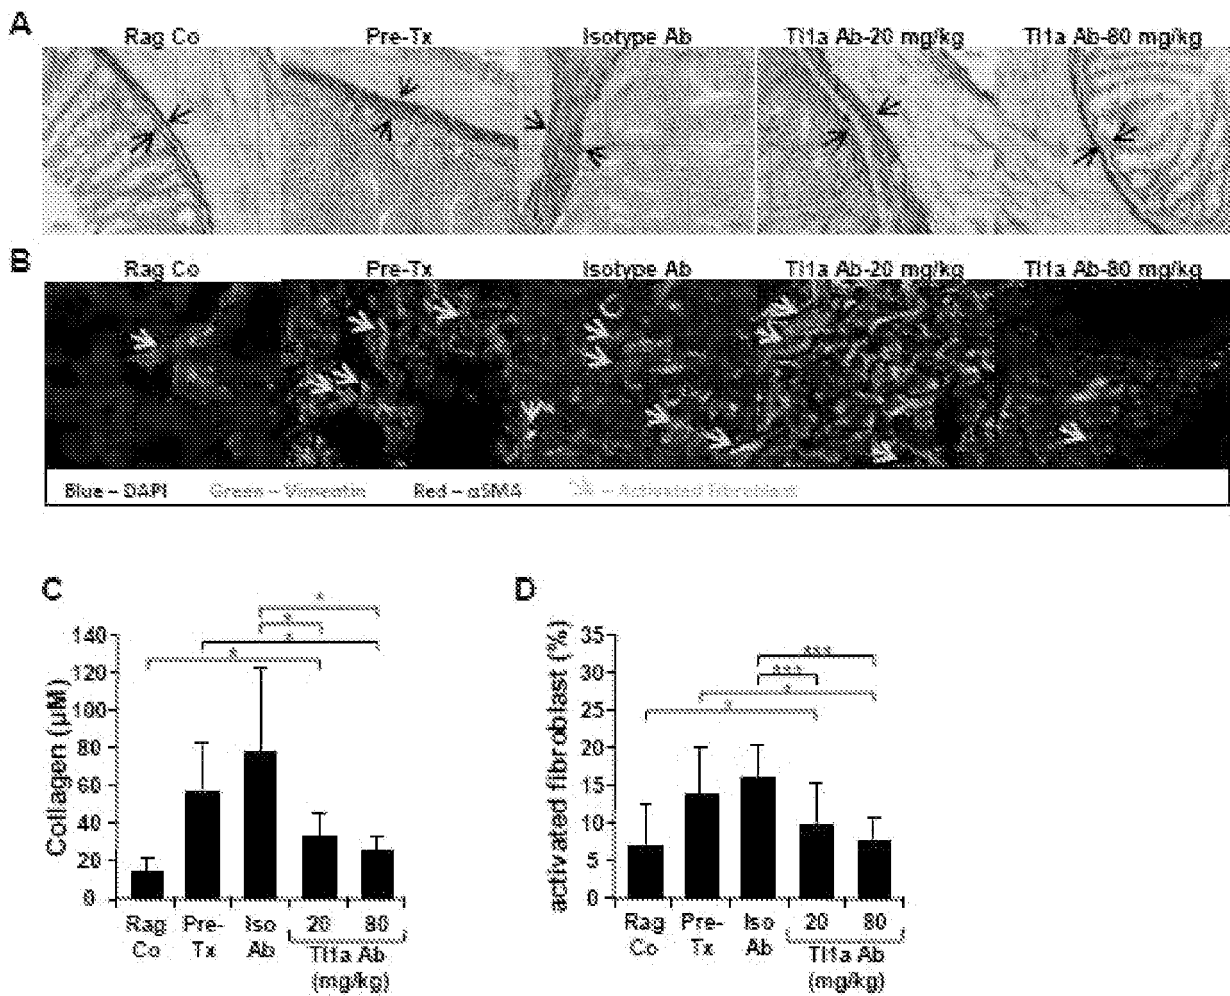 A
Rag Co Pre-Tx Isotype Ab Tl1a Ab-20 mg/kg Tl1a Ab-80 mg/kg
B
Rag Co Pre-Tx Isotype Ab Tl1a Ab-20 mg/kg Tl1a Ab-80 mg/kg
Blue – DAPI Green – Vimentin Red – αSMA – Activated Fibroblast
C
Collagen (µM)
140
120
100
80
60
40
20
0
*
*
*
*
Rag Co
Pre-Tx
Iso Ab
20
80
Tl1a Ab
(mg/kg)
D
activated fibroblast (%)
35
30
25
20
15
10
5
0
***
***
*
*
Rag Co
Pre-Tx
Iso Ab
20
80
Tl1a Ab
(mg/kg)